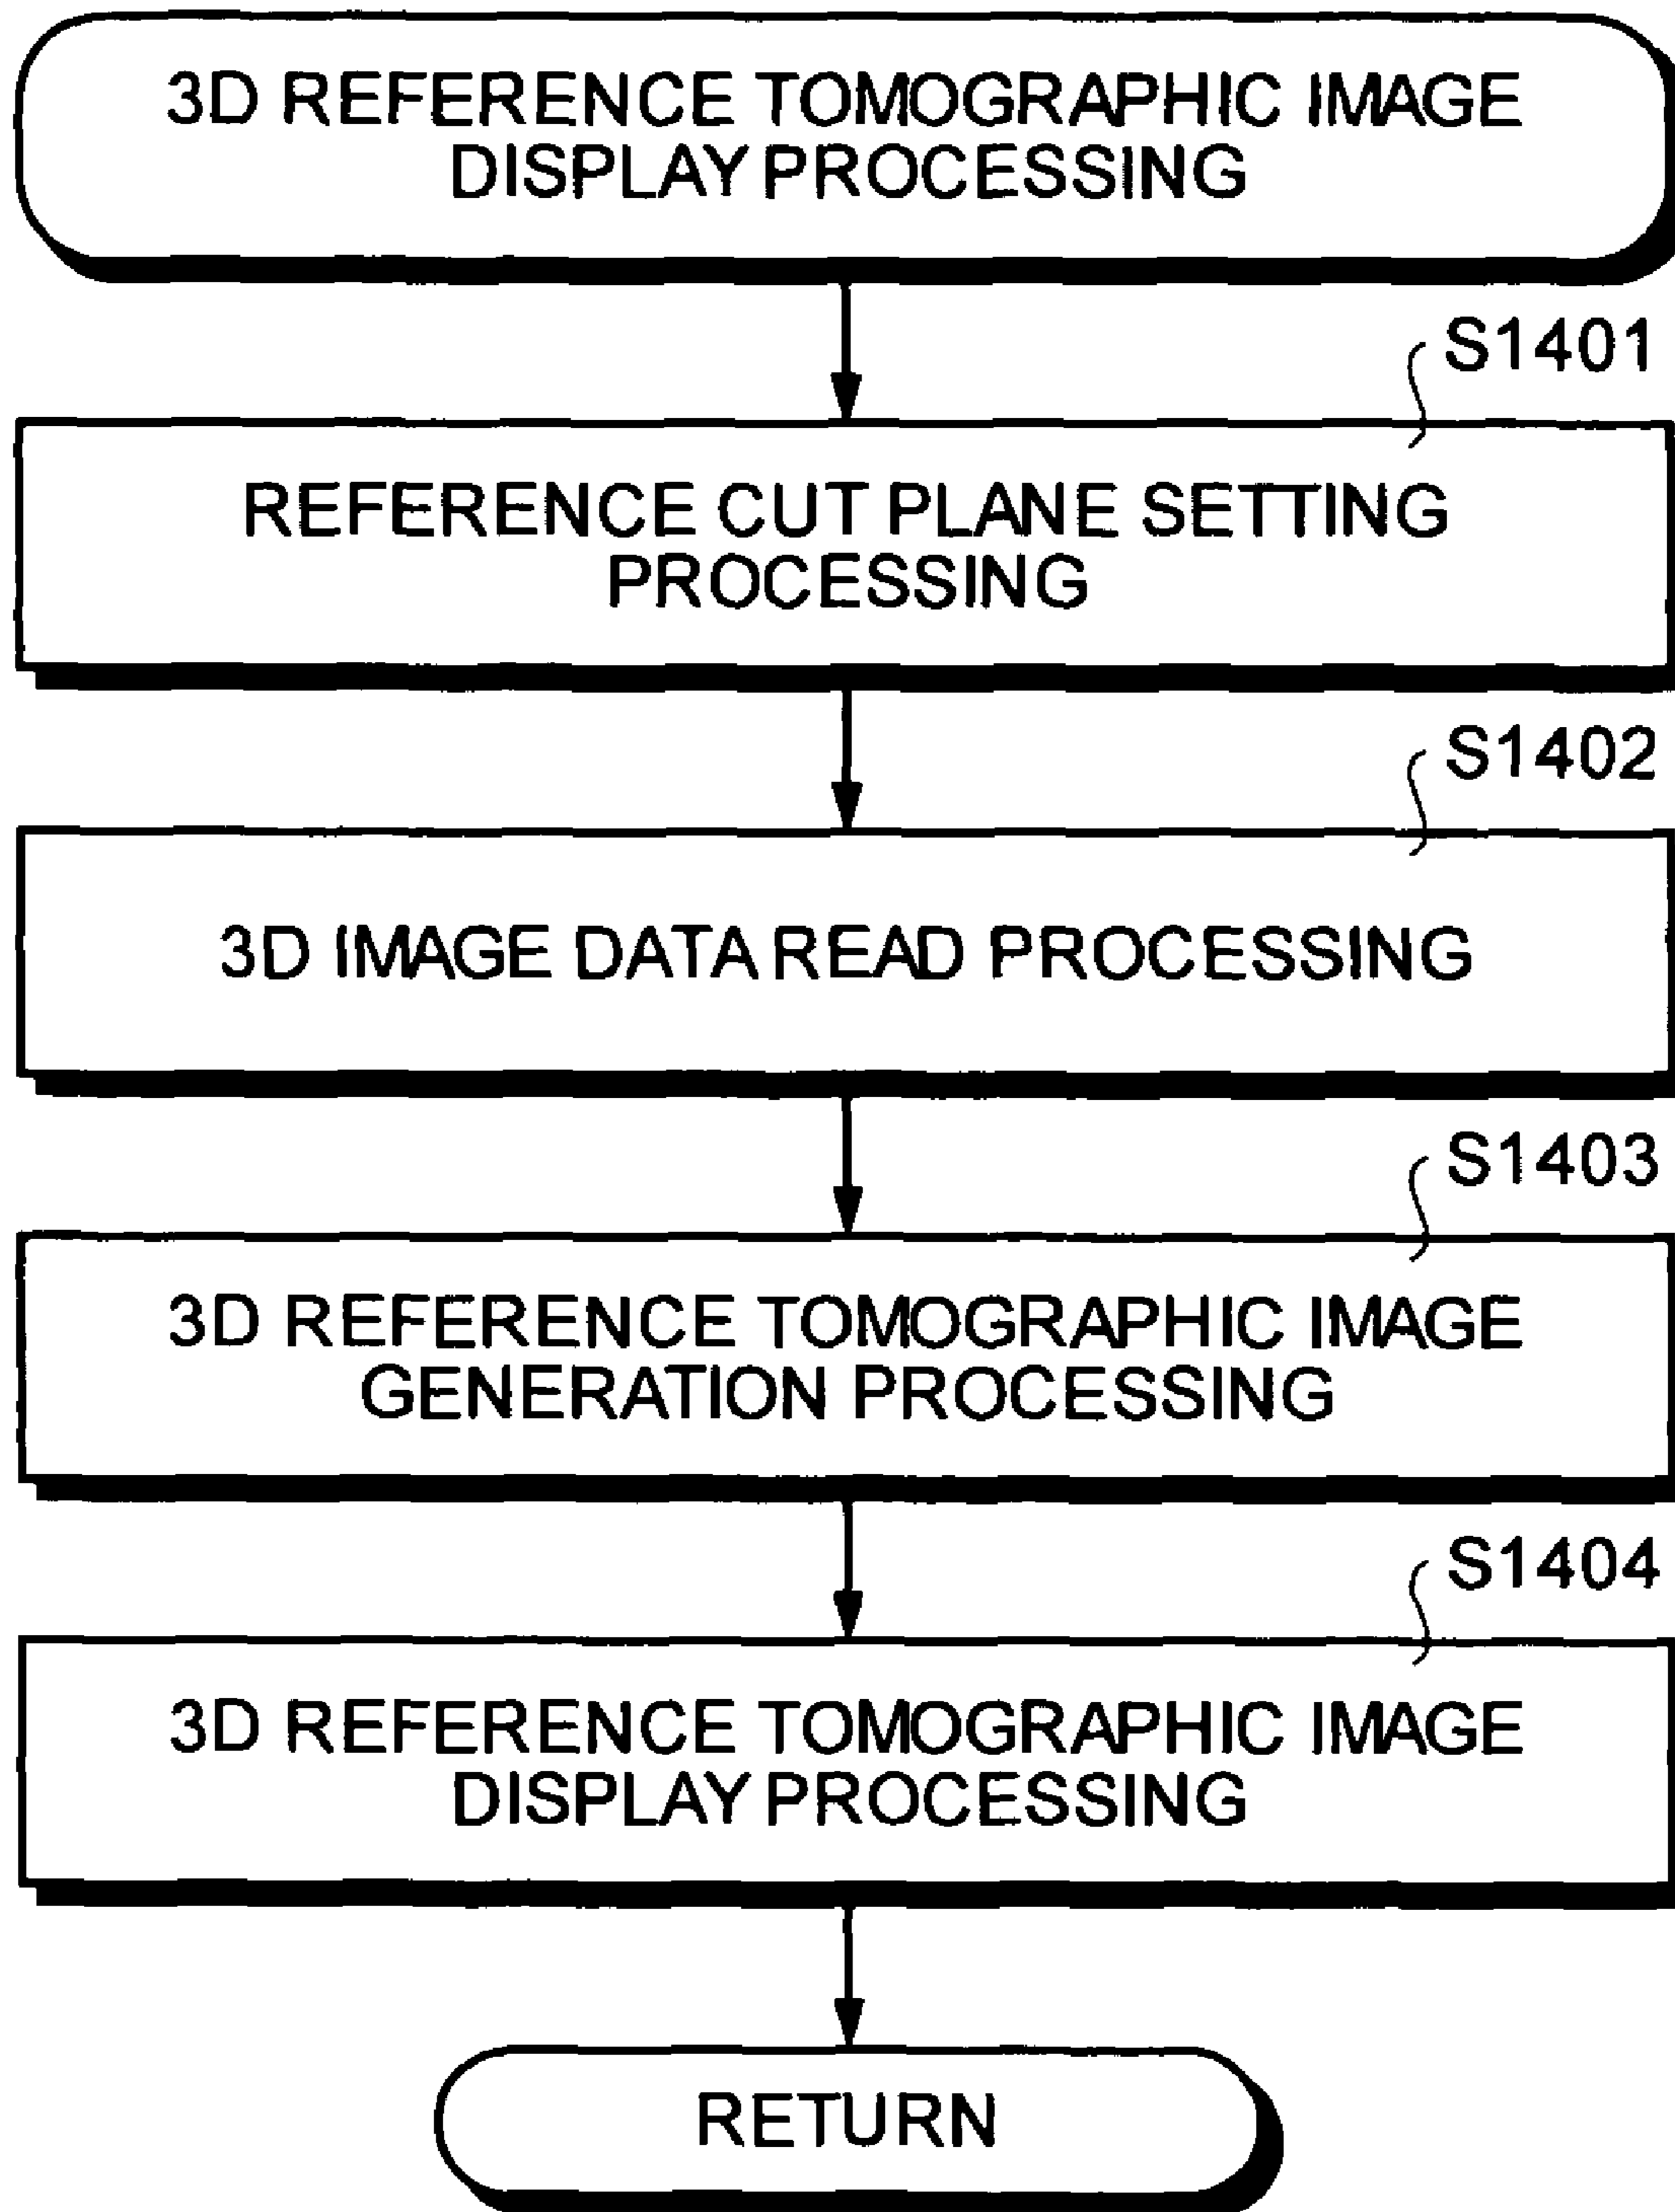 3D REFERENCE TOMOGRAPHIC IMAGE
DISPLAY PROCESSING
S1401
REFERENCE CUT PLANE SETTING
PROCESSING
S1402
3D IMAGE DATA READ PROCESSING
S1403
3D REFERENCE TOMOGRAPHIC IMAGE
GENERATION PROCESSING
S1404
3D REFERENCE TOMOGRAPHIC IMAGE
DISPLAY PROCESSING
RETURN